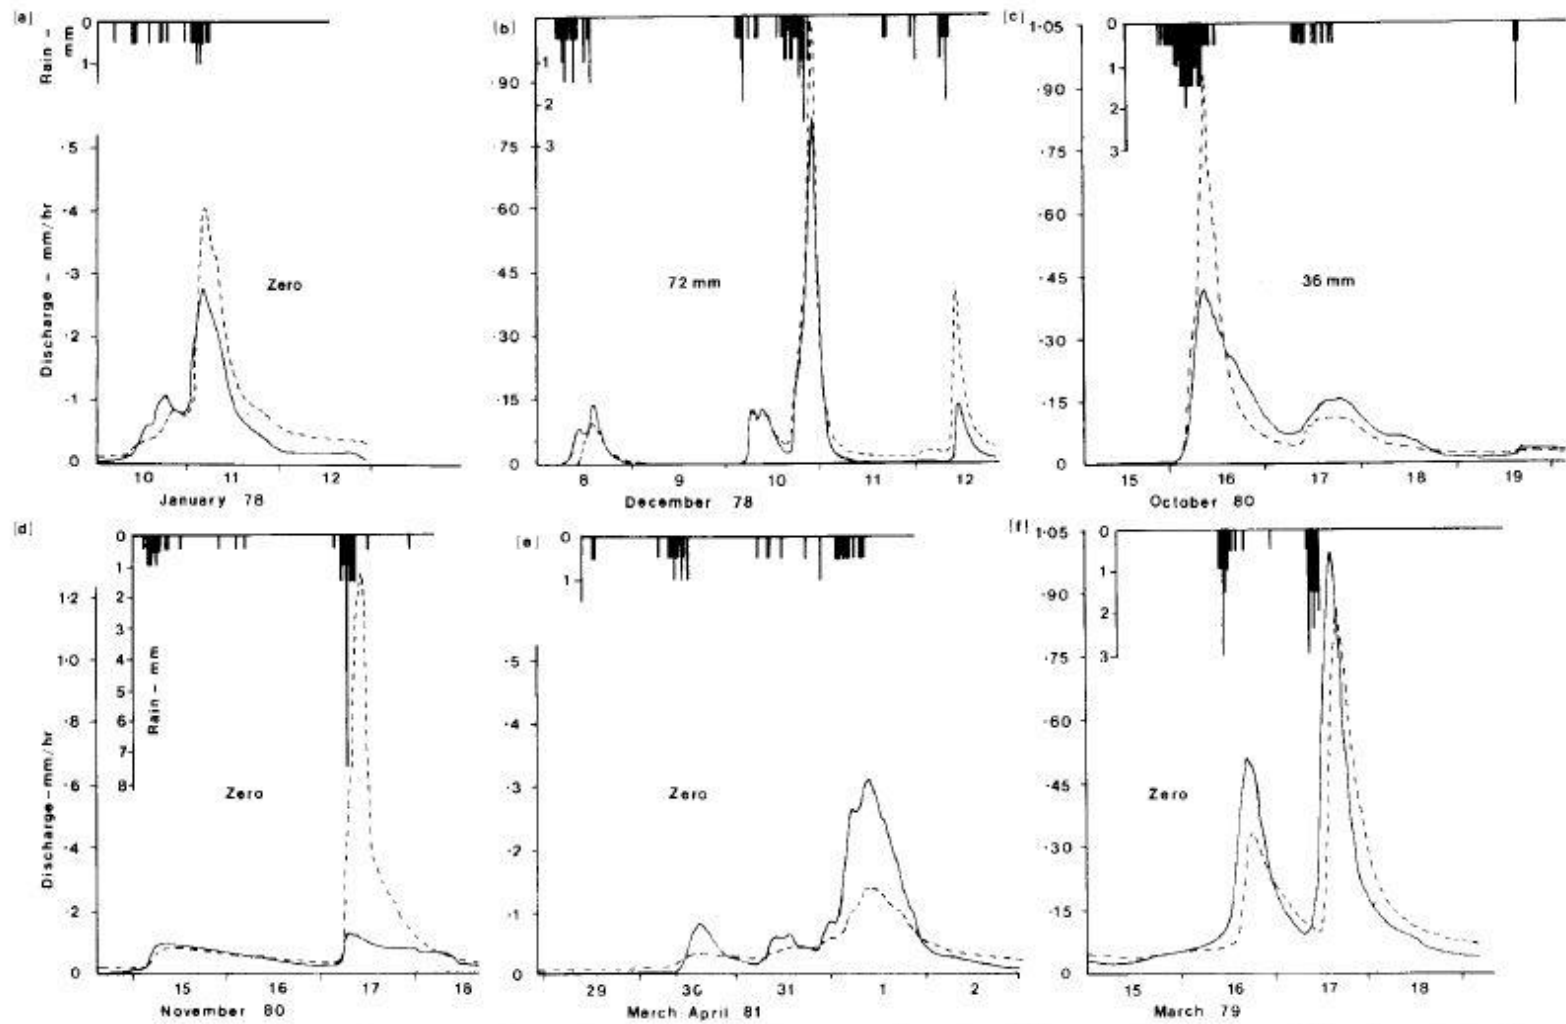 [a]
Rain -
mm
0
1
Discharge - mm/hr
·5
·4
·3
·2
·1
0
Zero
10 11 12
January 78
[b]
1
2
3
·90
·75
·60
·45
·30
·15
0
72 mm
8 9 10 11 12
December 78
[c]
1·05
·90
·75
·60
·45
·30
·15
0
0
1
2
3
36 mm
15 16 17 18 19
October 80
[d]
0
1
2
3
4
5
6
7
8
Rain - mm
Discharge-mm/hr
1·2
1·0
·8
·6
·4
·2
0
Zero
15 16 17 18
November 80
[e]
0
1
·5
·4
·3
·2
·1
0
Zero
29 30 31 1 2
March April 81
[f]
1·05
·90
·75
·60
·45
·30
·15
0
0
1
2
3
Zero
15 16 17 18
March 79